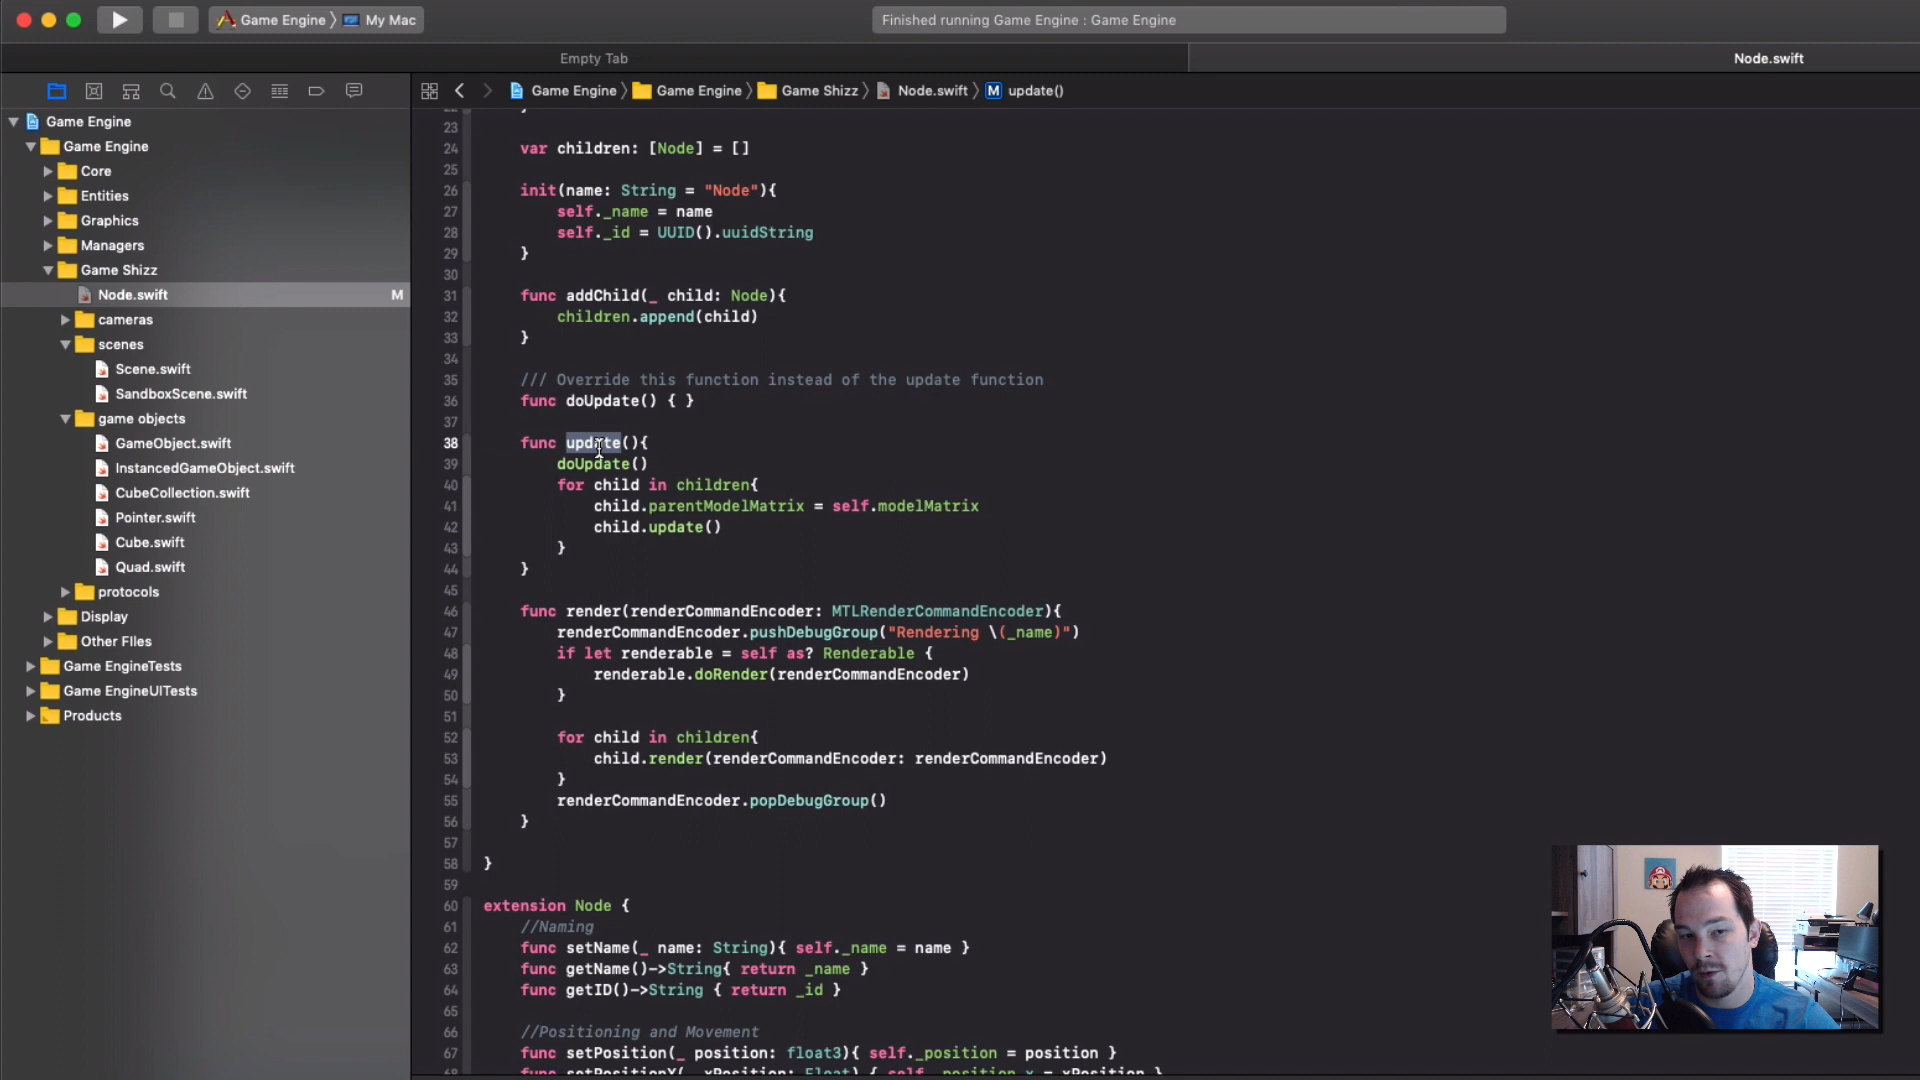 Game Engine
My Mac
Finished running Game Engine : Game Engine
Empty Tab
Node.swift
Game Engine
Game Engine
Game Shizz
Node.swift
M
update()
Game Engine
Game Engine
Core
Entities
Graphics
Managers
Game Shizz
Node.swift
M
cameras
scenes
Scene.swift
SandboxScene.swift
game objects
GameObject.swift
InstancedGameObject.swift
CubeCollection.swift
Pointer.swift
Cube.swift
Quad.swift
protocols
Display
Other FIles
Game EngineTests
Game EngineUITests
Products
22 }
23
24 var children: [Node] = []
25
26 init(name: String = "Node"){
27 self._name = name
28 self._id = UUID().uuidString
29 }
30
31 func addChild(_ child: Node){
32 children.append(child)
33 }
34
35 /// Override this function instead of the update function
36 func doUpdate() { }
37
38 func update(){
39 doUpdate()
40 for child in children{
41 child.parentModelMatrix = self.modelMatrix
42 child.update()
43 }
44 }
45
46 func render(renderCommandEncoder: MTLRenderCommandEncoder){
47 renderCommandEncoder.pushDebugGroup("Rendering \(_name)")
48 if let renderable = self as? Renderable {
49 renderable.doRender(renderCommandEncoder)
50 }
51
52 for child in children{
53 child.render(renderCommandEncoder: renderCommandEncoder)
54 }
55 renderCommandEncoder.popDebugGroup()
56 }
57
58 }
59
60 extension Node {
61 //Naming
62 func setName(_ name: String){ self._name = name }
63 func getName()->String{ return _name }
64 func getID()->String { return _id }
65
66 //Positioning and Movement
67 func setPosition(_ position: float3){ self._position = position }
68 func setPositionX(_ xPosition: Float) { self._position.x = xPosition }